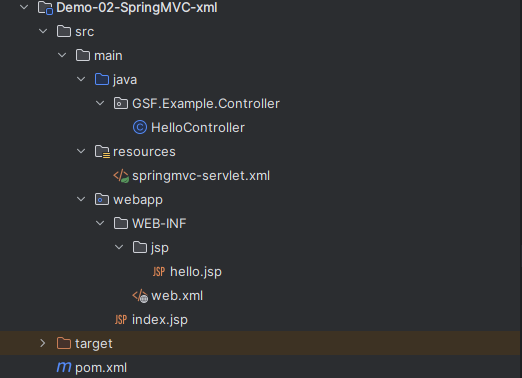 Demo-02-SpringMVC-xml
src
main
java
GSF.Example.Controller
HelloController
resources
springmvc-servlet.xml
webapp
WEB-INF
jsp
JSP hello.jsp
web.xml
JSP index.jsp
target
m pom.xml